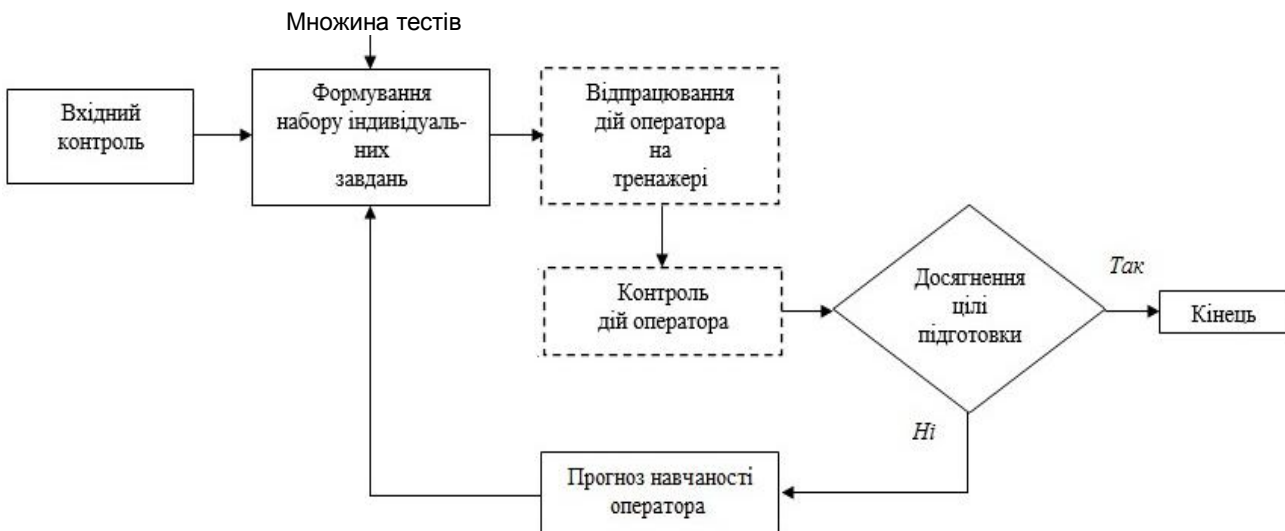 Множина тестів
Вхідний
контроль
Формування
набору індивідуаль-
них
завдань
Відпрацювання
дій оператора
на
тренажері
Контроль
дій оператора
Досягнення
цілі
підготовки
Так
Кінець
Ні
Прогноз навчаності
оператора